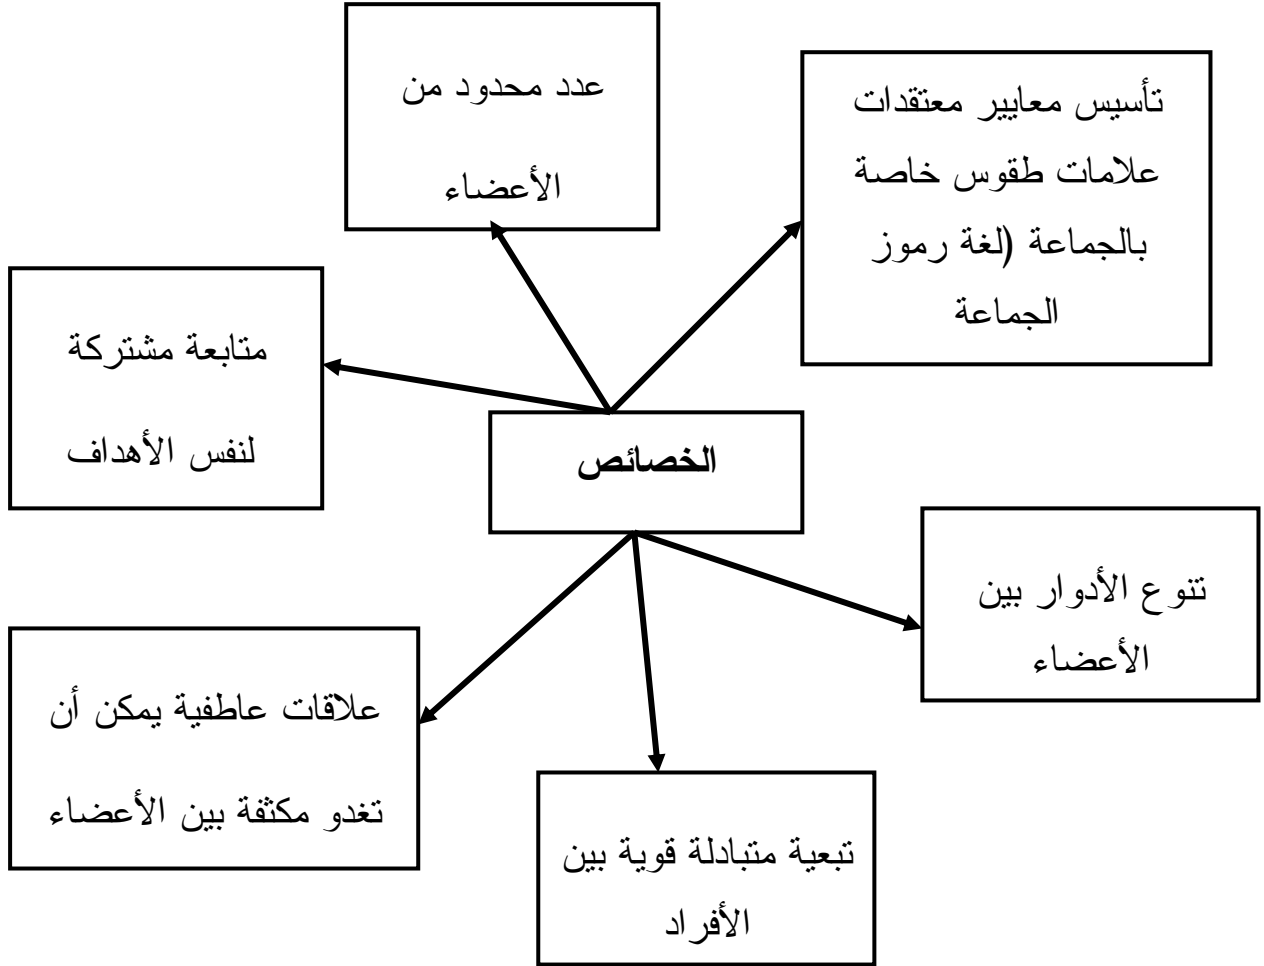 عدد محدود من
الأعضاء
تأسيس معايير معتقدات
علامات طقوس خاصة
بالجماعة (لغة رموز
الجماعة
متابعة مشتركة
لنفس الأهداف
الخصائص
تنوع الأدوار بين
الأعضاء
علاقات عاطفية يمكن أن
تغدو مكثفة بين الأعضاء
تبعية متبادلة قوية بين
الأفراد